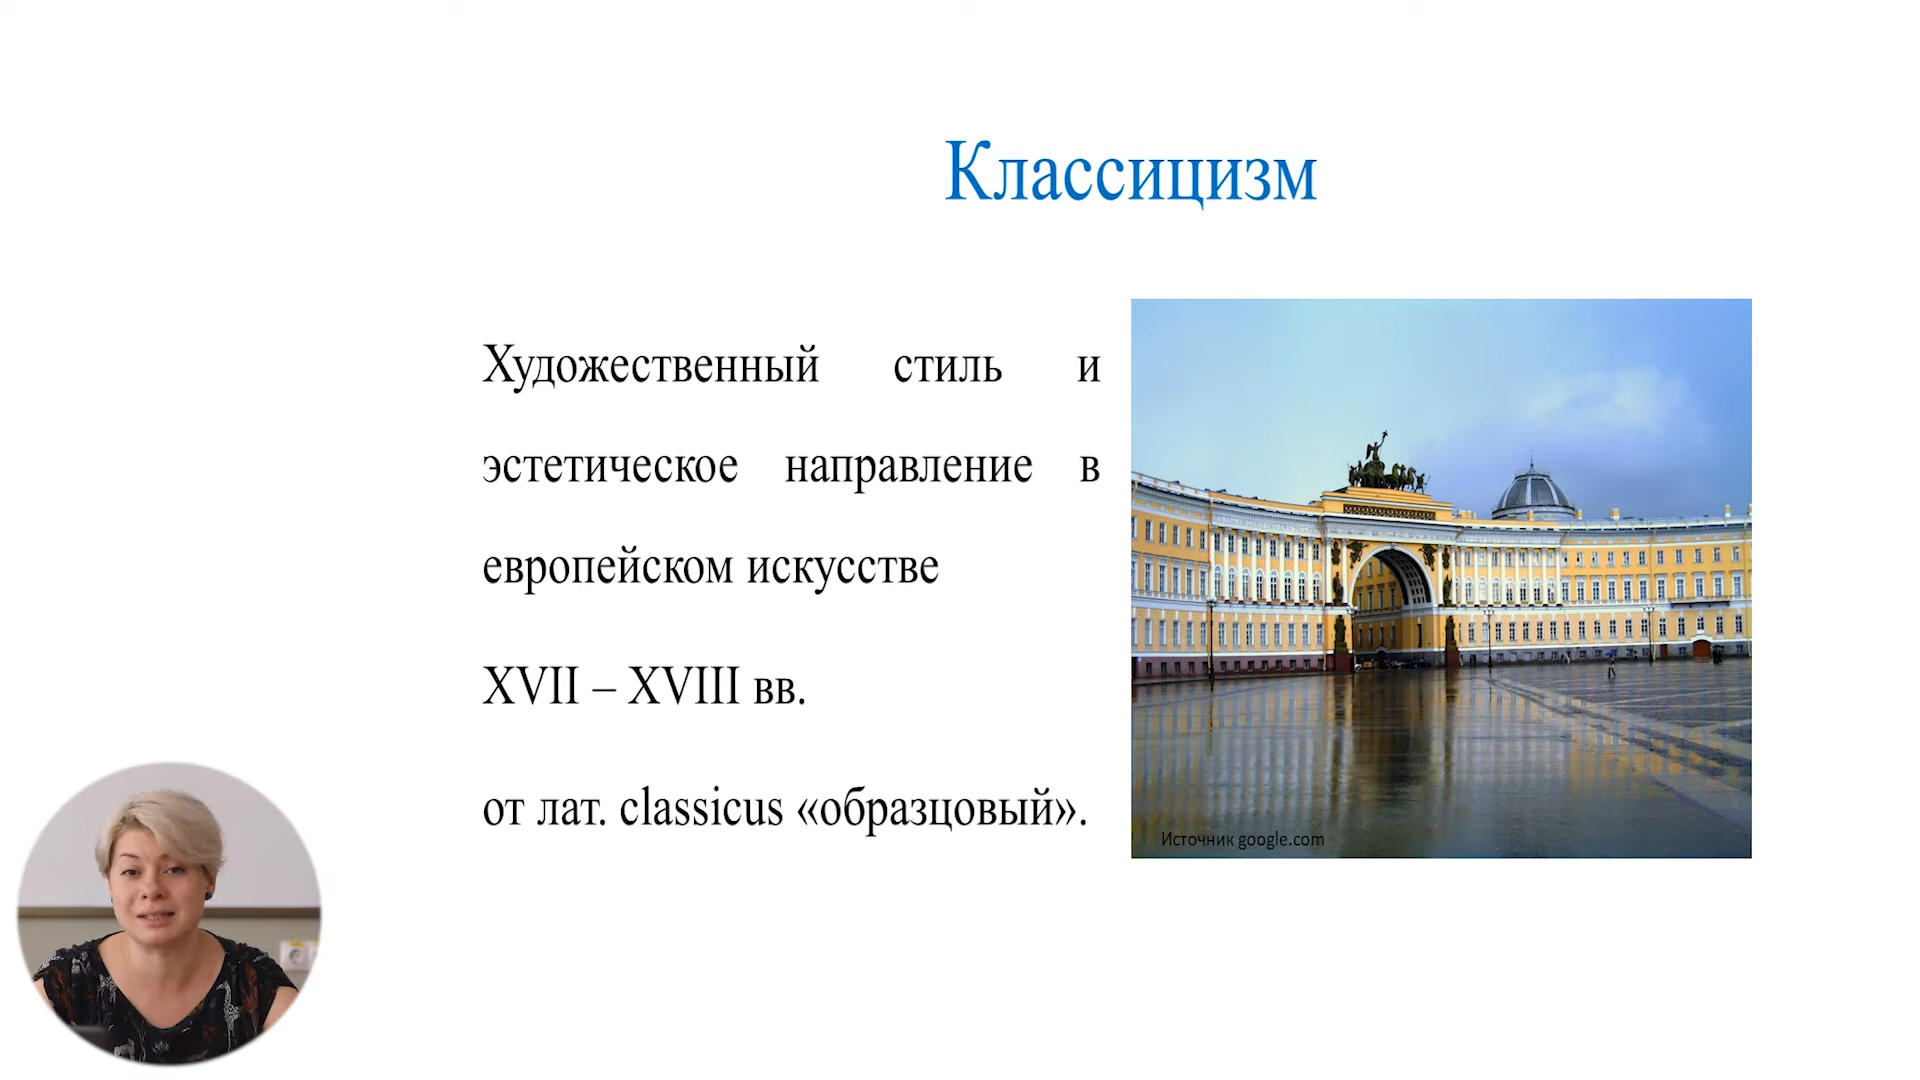 Классицизм
Художественный стиль и
эстетическое направление в
европейском искусстве
XVII – XVIII вв.
от лат. classicus «образцовый».
Источник google.com